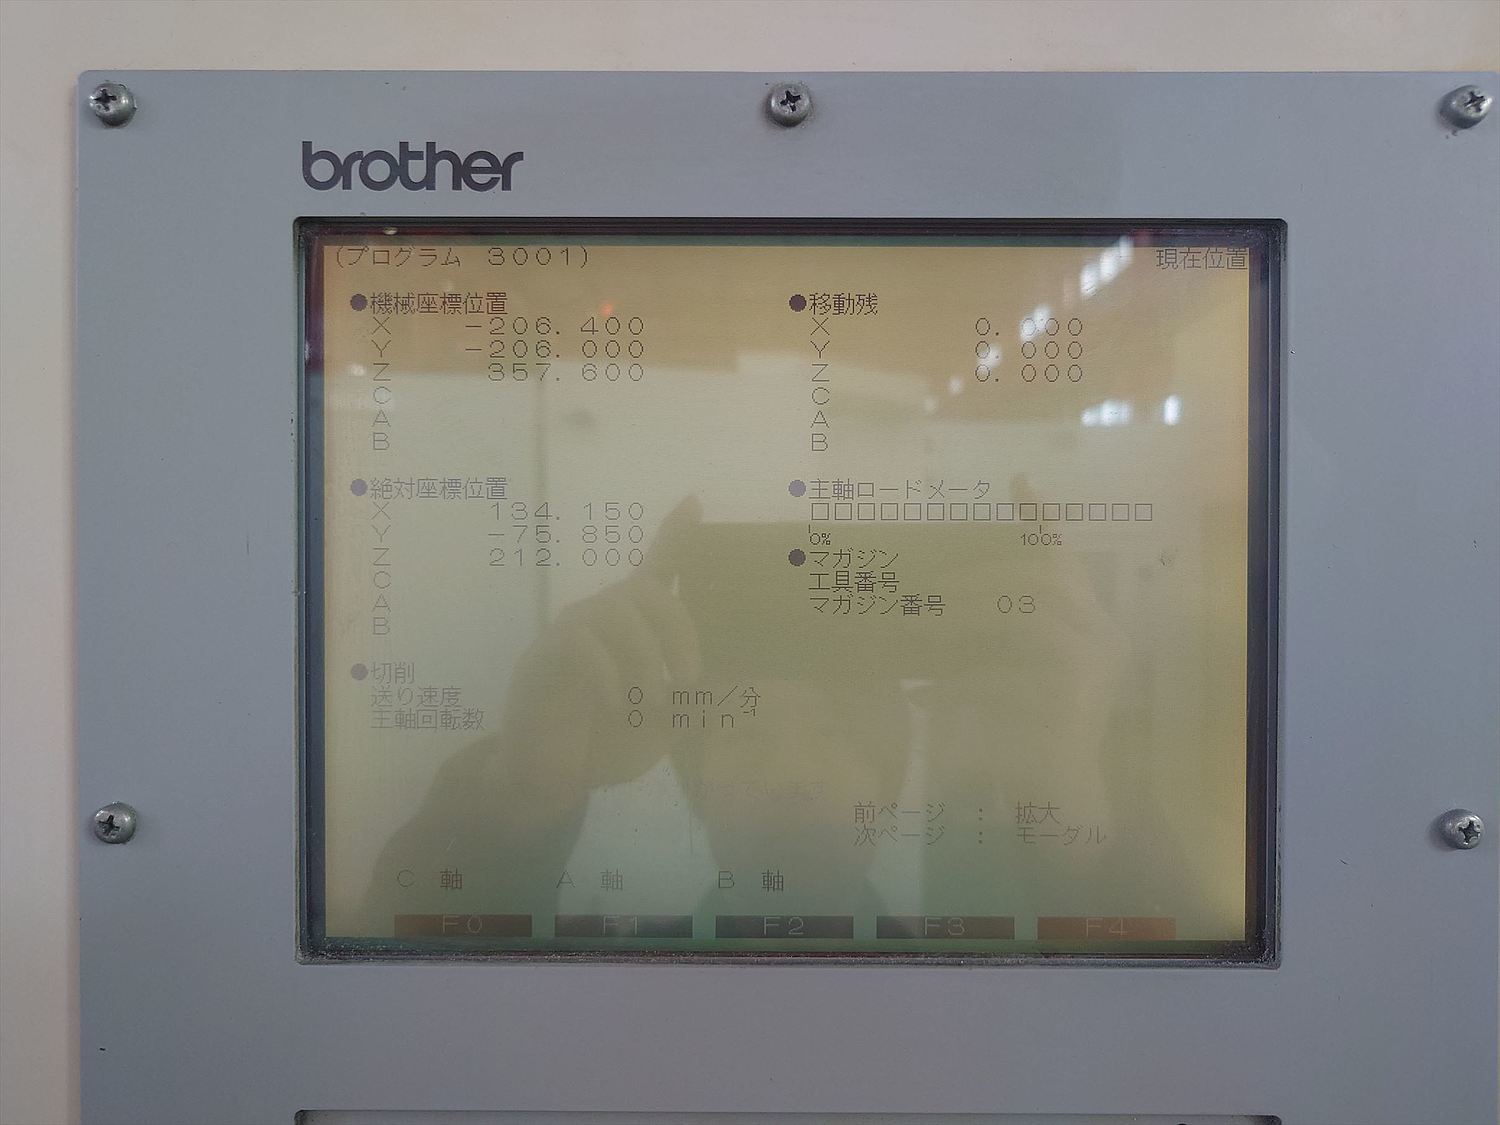 brother
(プログラム 3001) 現在位置
●機械座標位置
X -206.400
Y -206.000
Z 357.600
C
A
B
●移動残
X 0.000
Y 0.000
Z 0.000
C
A
B
●絶対座標位置
X 134.150
Y -75.850
Z 212.000
C
A
B
●主軸ロードメータ
□□□□□□□□□□□□□□□
0% 100%
●マガジン
工具番号
マガジン番号 03
●切削
送り速度 0 mm/分
主軸回転数 0 min⁻¹
前ページ : 拡大
次ページ : モーダル
C 軸 A 軸 B 軸
F0 F1 F2 F3 F4